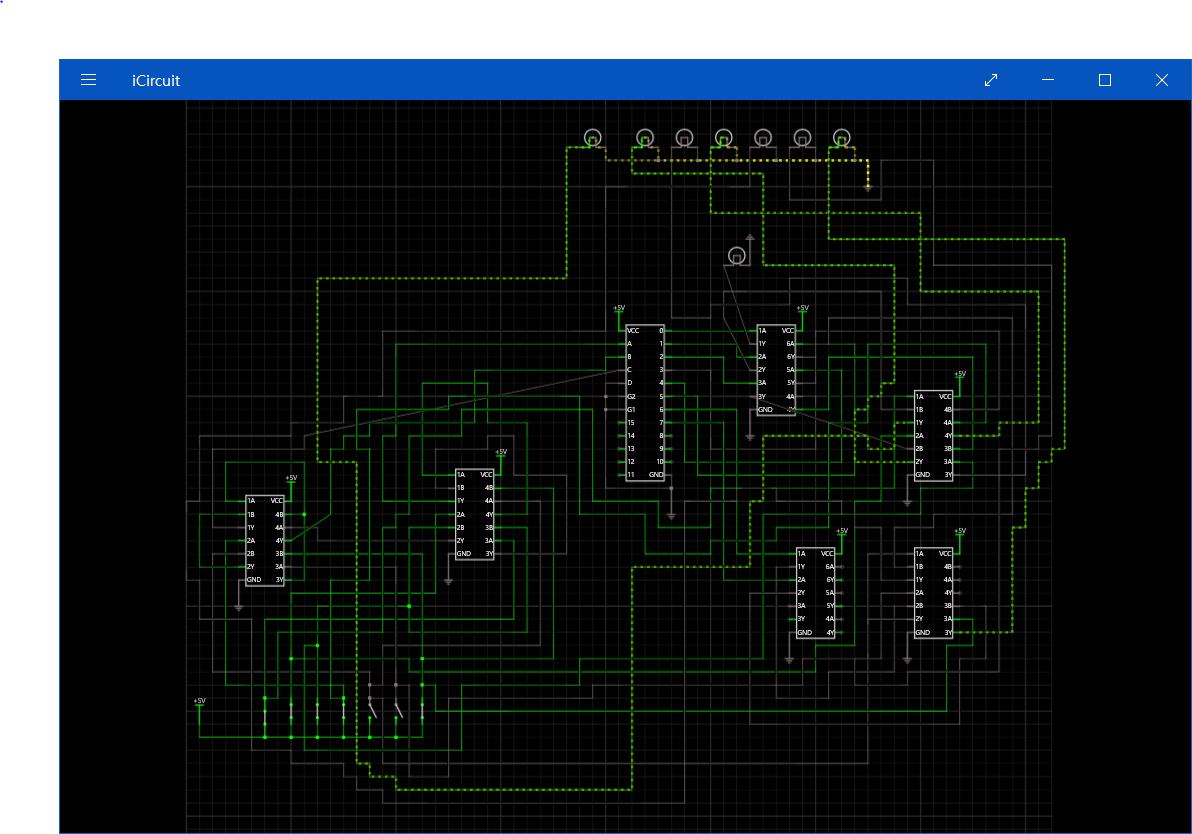 iCircuit
+5V
+5V
VCC
0
1A
VCC
A
1
1Y
6A
B
2
2A
6Y
C
3
2Y
5A
D
4
3A
5Y
G2
5
3Y
4A
G1
6
GND
4Y
15
7
14
8
13
9
12
10
11
GND
+5V
1A
VCC
1B
4B
1Y
4A
2A
4Y
2B
3B
2Y
3A
GND
3Y
+5V
1A
VCC
1B
4B
1Y
4A
2A
4Y
2B
3B
2Y
3A
GND
3Y
+5V
1A
VCC
1B
4B
1Y
4A
2A
4Y
2B
3B
2Y
3A
GND
3Y
+5V
1A
VCC
1Y
6A
2A
6Y
2Y
5A
3A
5Y
3Y
4A
GND
4Y
+5V
1A
VCC
1B
4B
1Y
4A
2A
4Y
2B
3B
2Y
3A
GND
3Y
+5V